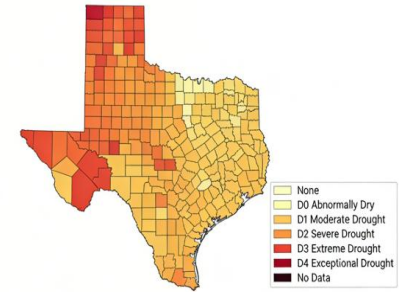 None
D0 Abnormally Dry
D1 Moderate Drought
D2 Severe Drought
D3 Extreme Drought
D4 Exceptional Drought
No Data